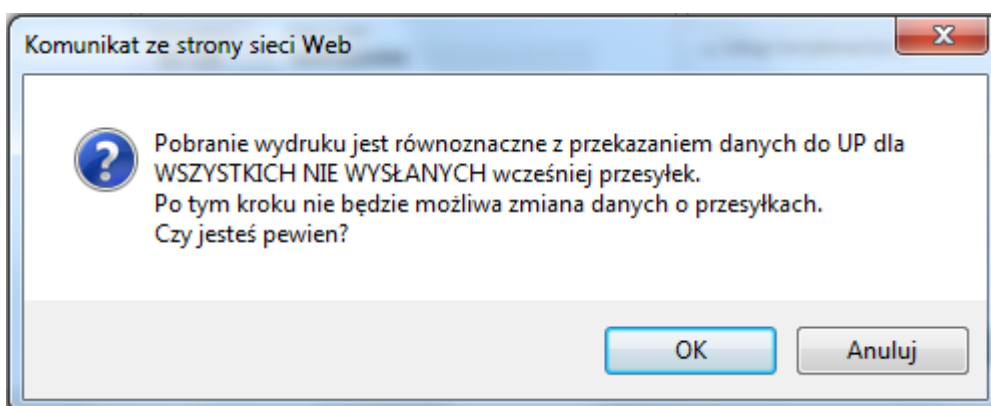 Komunikat ze strony sieci Web
Pobranie wydruku jest równoznaczne z przekazaniem danych do UP dla
WSZYSTKICH NIE WYSŁANYCH wcześniej przesyłek.
Po tym kroku nie będzie możliwa zmiana danych o przesyłkach.
Czy jesteś pewien?
OK
Anuluj